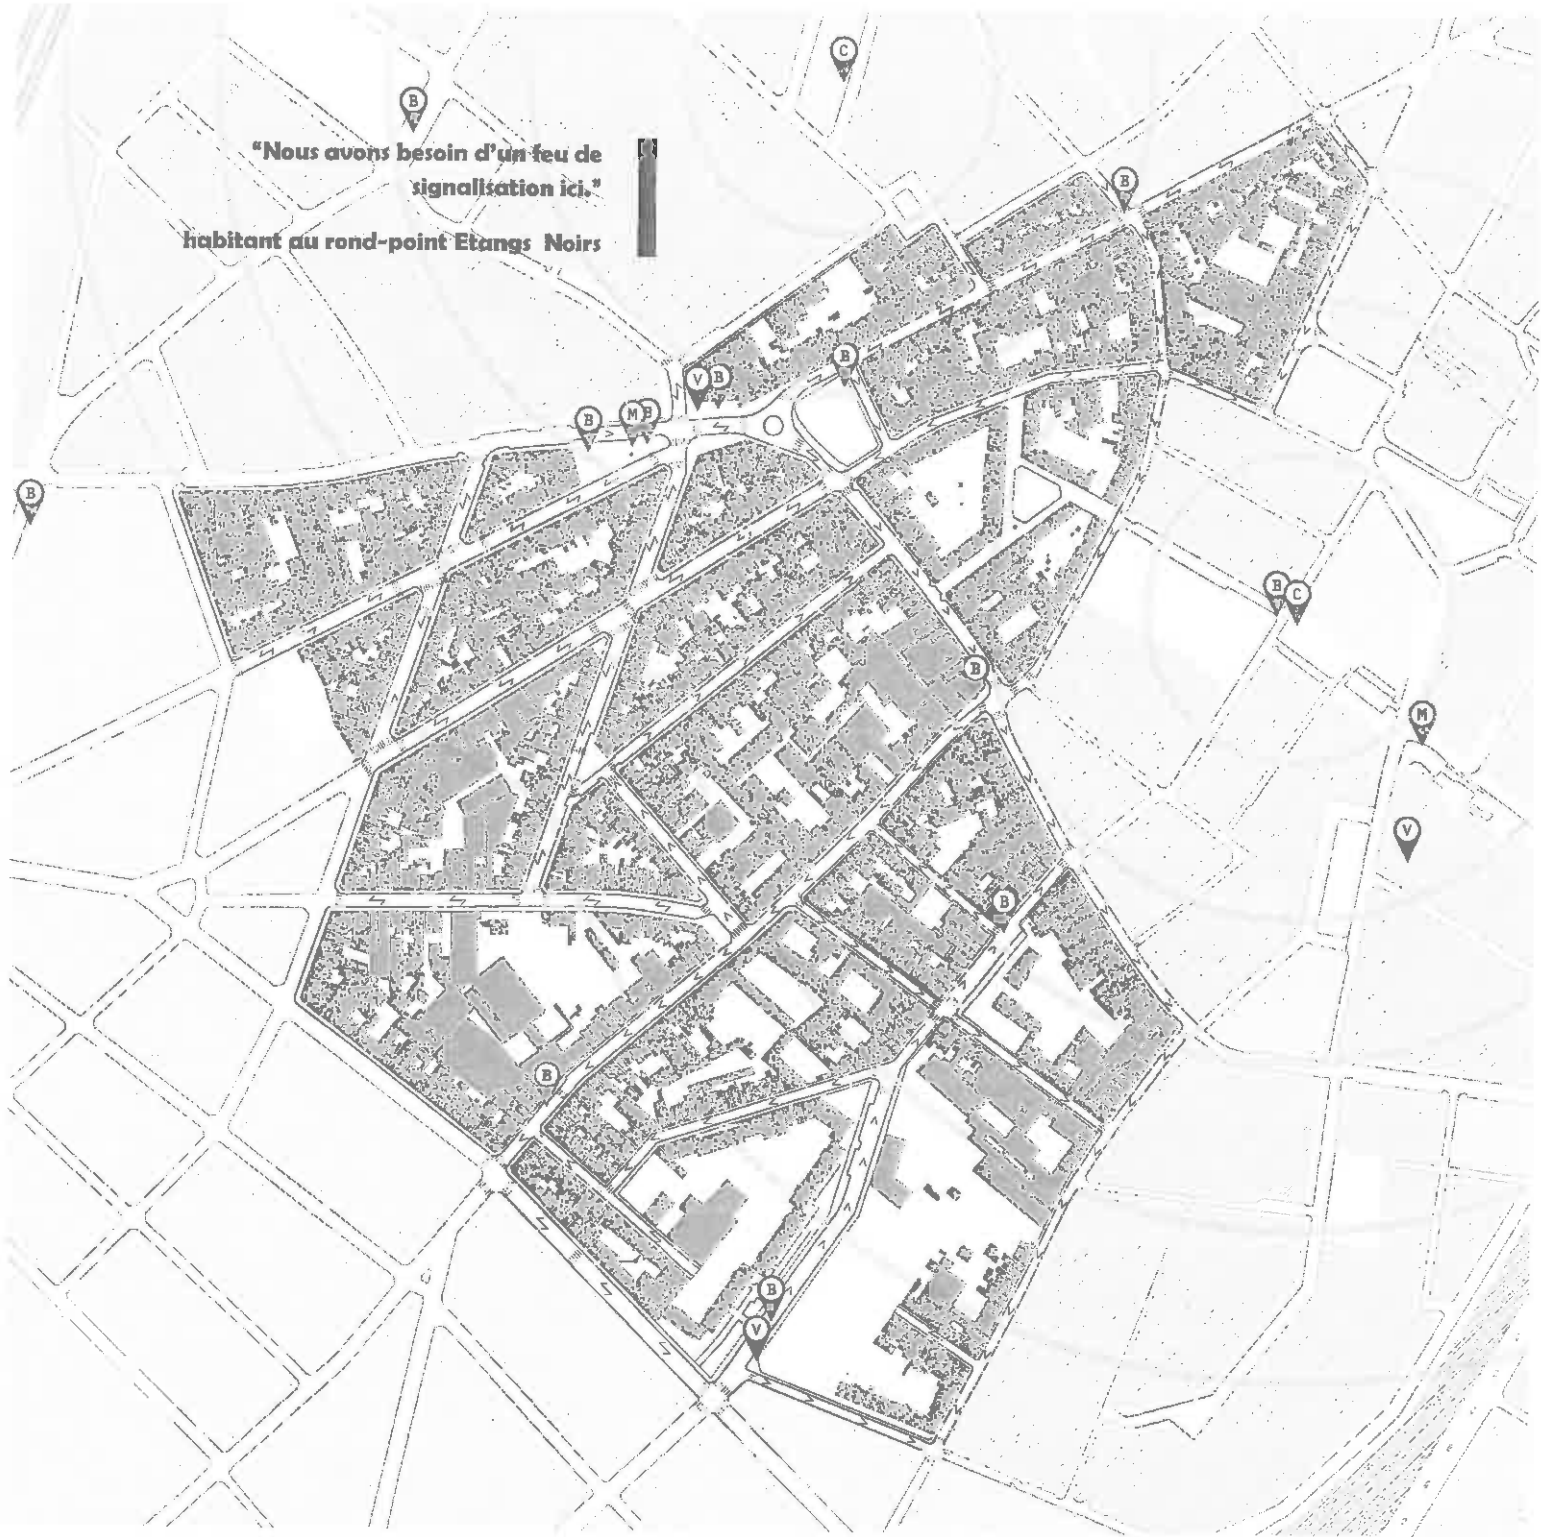 C
B
"Nous avons besoin d'un feu de
signalisation ici."
habitant au rond-point Etangs Noirs
B
B
V B
B M B
B
B C
B
M
V
B
B
B
V